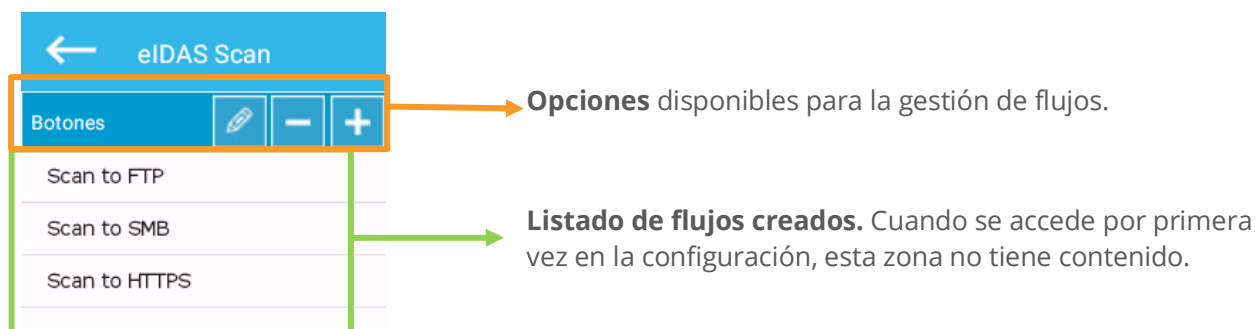 eIDAS Scan
Botones
Scan to FTP
Scan to SMB
Scan to HTTPS
Opciones disponibles para la gestión de flujos.
Listado de flujos creados. Cuando se accede por primera
vez en la configuración, esta zona no tiene contenido.